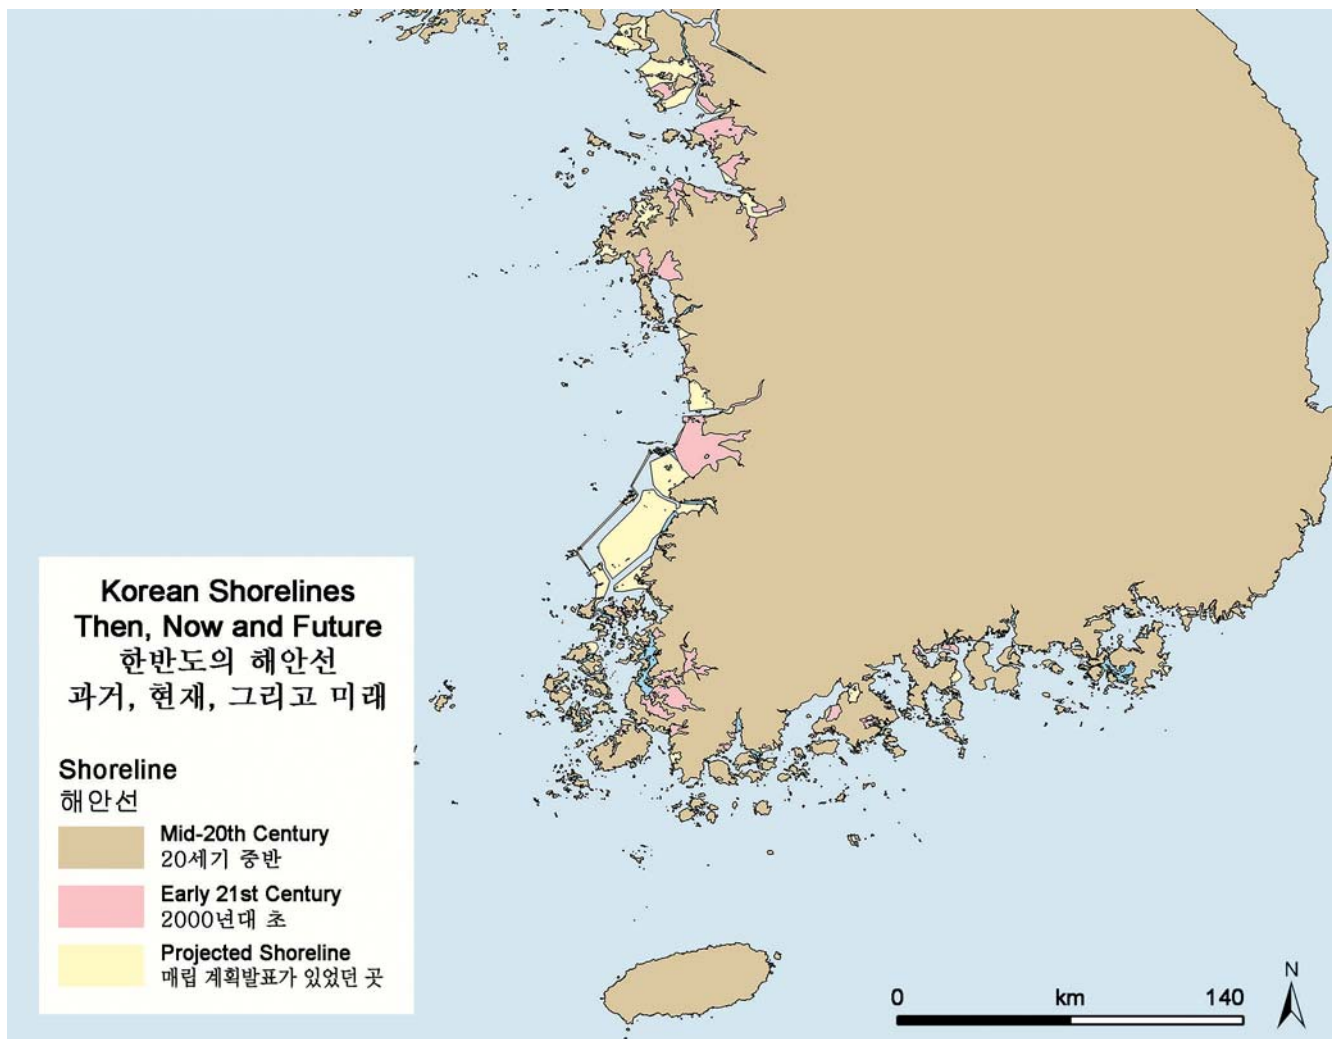 Korean Shorelines
Then, Now and Future
한반도의 해안선
과거, 현재, 그리고 미래
Shoreline
해안선
Mid-20th Century
20세기 중반
Early 21st Century
2000년대 초
Projected Shoreline
매립 계획발표가 있었던 곳
0 km 140
N